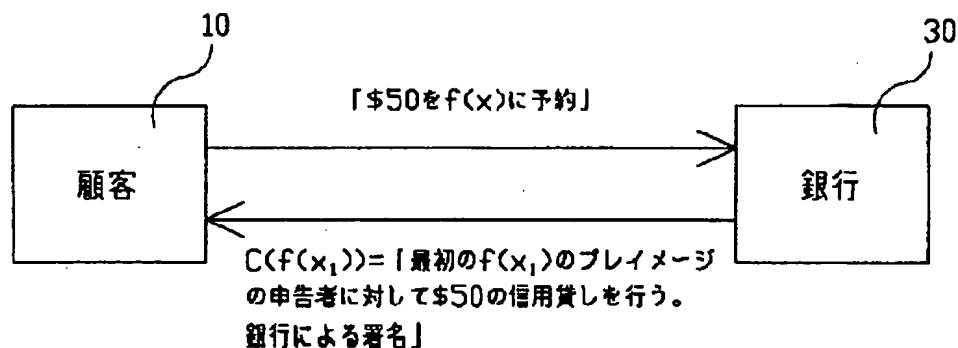 10
30
「$50をf(x)に予約」
顧客
銀行
C(f(x₁))=「最初のf(x₁)のプレイメージ
の申告者に対して$50の信用貸しを行う。
銀行による署名」